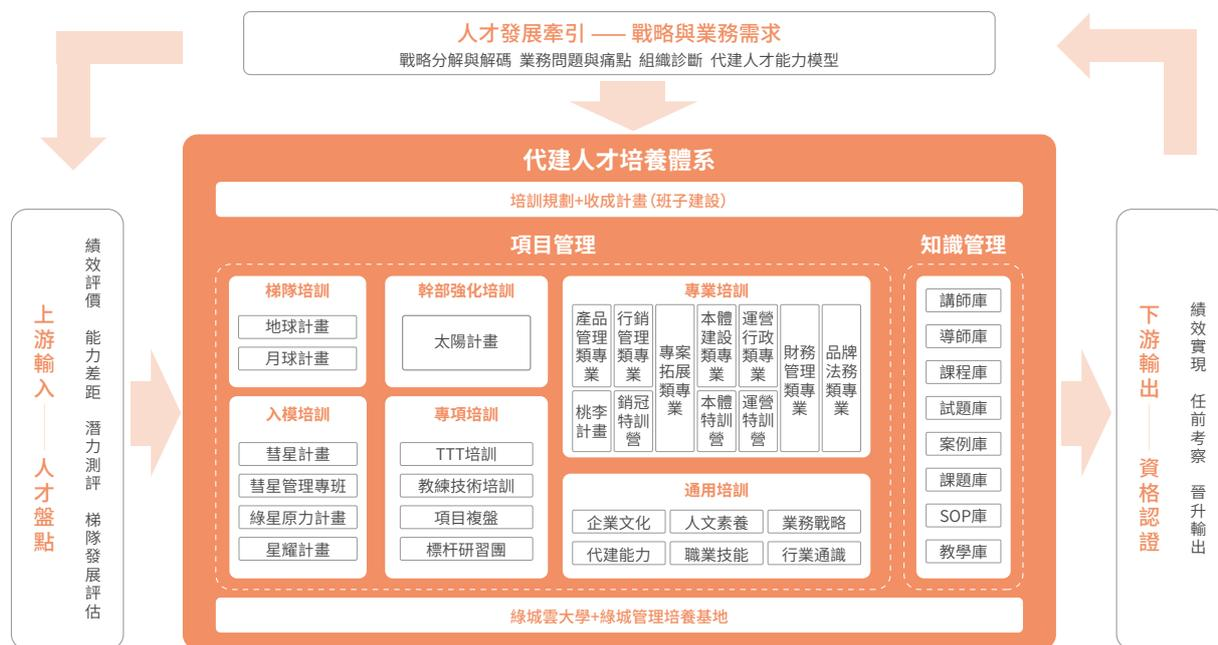 人才發展牽引 —— 戰略與業務需求
戰略分解與解碼 業務問題與痛點 組織診斷 代建人才能力模型
上游輸入——人才盤點
績效評價 能力差距 潛力測評 梯隊發展評估
代建人才培養體系
培訓規劃+收成計畫(班子建設)
項目管理
梯隊培訓
地球計畫
月球計畫
幹部強化培訓
太陽計畫
入模培訓
彗星計畫
彗星管理專班
綠星原力計畫
星耀計畫
專項培訓
TTT培訓
教練技術培訓
項目複盤
標杆研習團
專業培訓
產品管理類專業
桃李計畫
行銷管理類專業
銷冠特訓營
專案拓展類專業
本體建設類專業
本體特訓營
運營行政類專業
運營特訓營
財務管理類專業
品牌法務類專業
通用培訓
企業文化
人文素養
業務戰略
代建能力
職業技能
行業通識
知識管理
講師庫
導師庫
課程庫
試題庫
案例庫
課題庫
SOP庫
教學庫
綠城雲大學+綠城管理培養基地
下游輸出——資格認證
績效實現 任前考察 晉升輸出